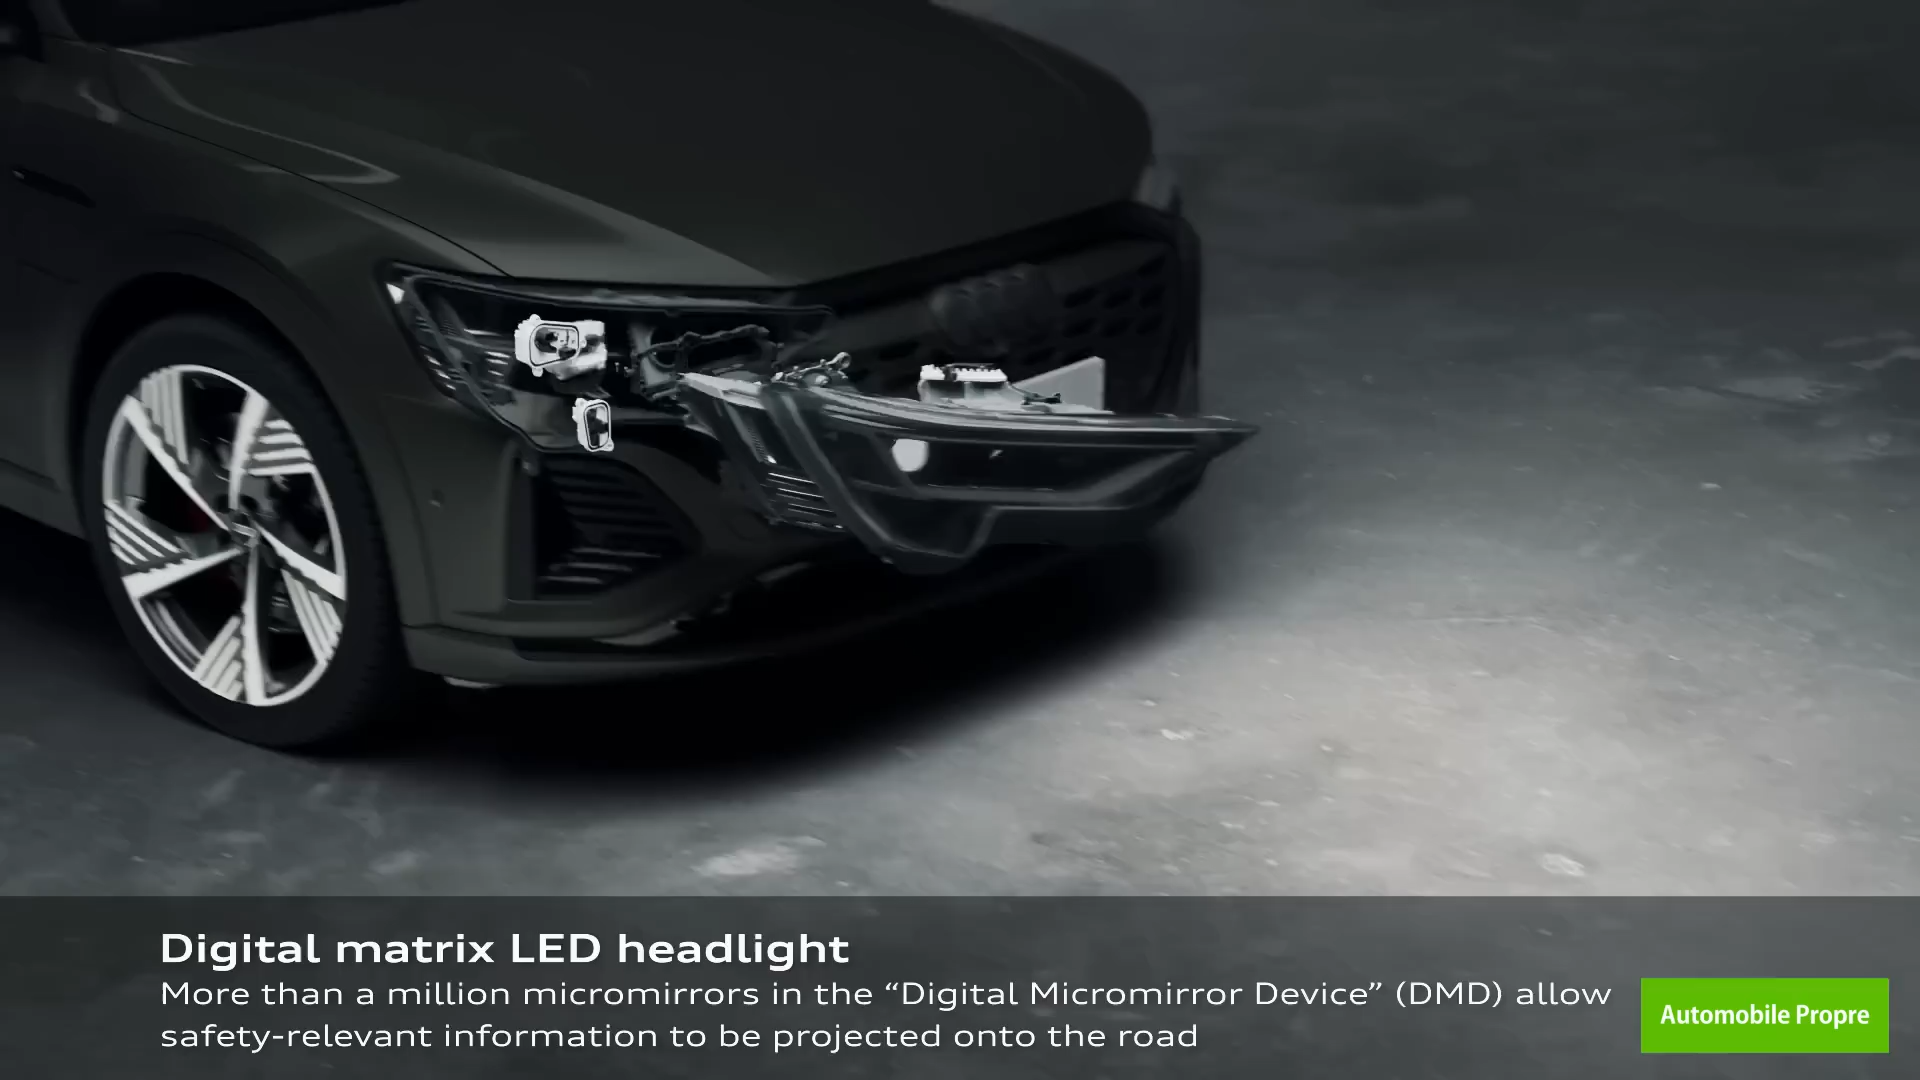 Digital matrix LED headlight
More than a million micromirrors in the “Digital Micromirror Device” (DMD) allow
safety-relevant information to be projected onto the road
Automobile Propre